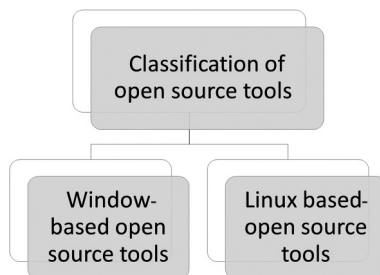 Classification of
open source tools
Window-
based open
source tools
Linux based-
open source
tools